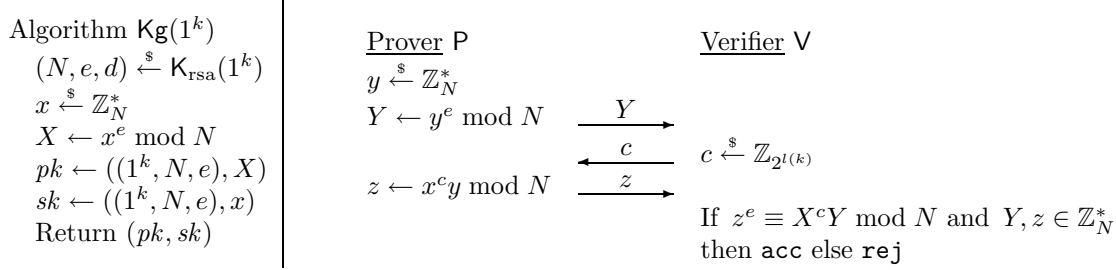 Algorithm Kg(1^k)
(N, e, d) ←$ K_rsa(1^k)
x ←$ ℤ*_N
X ← x^e mod N
pk ← ((1^k, N, e), X)
sk ← ((1^k, N, e), x)
Return (pk, sk)
Prover P
Verifier V
y ←$ ℤ*_N
Y ← y^e mod N
Y
c
c ←$ ℤ_{2^{l(k)}}
z ← x^c y mod N
z
If z^e ≡ X^c Y mod N and Y, z ∈ ℤ*_N
then acc else rej